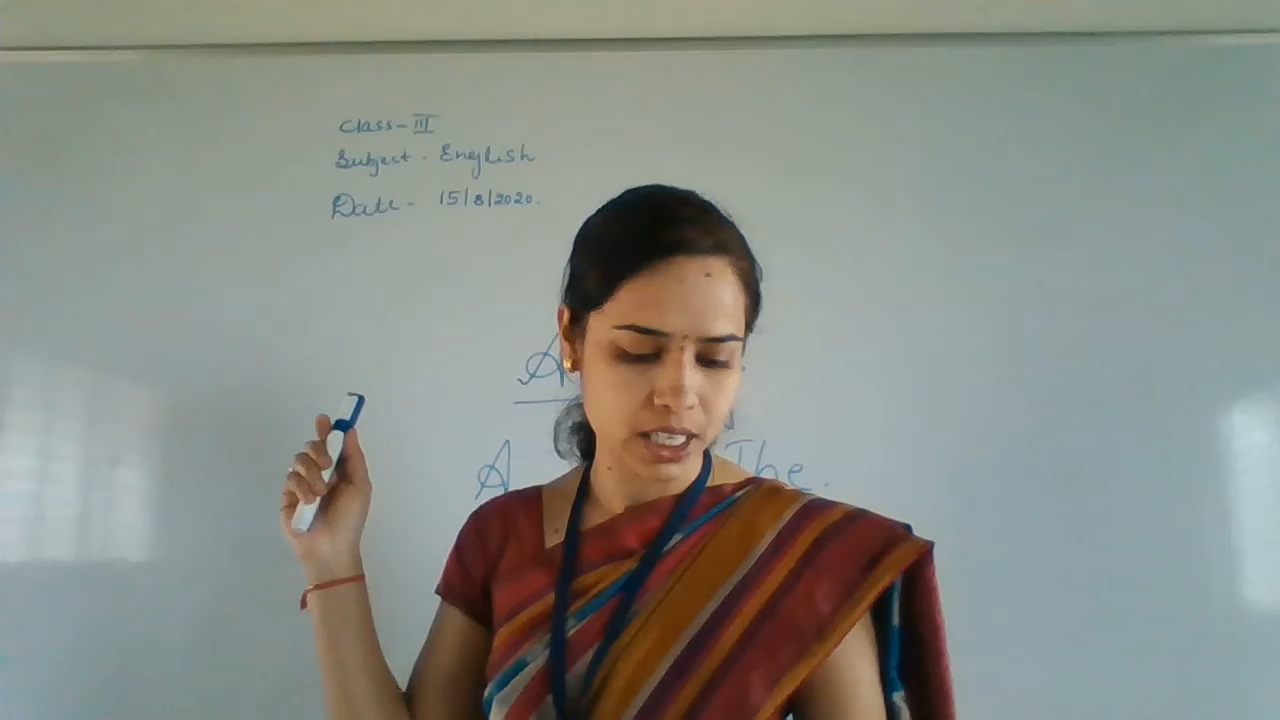 Class - III
Subject - English
Date - 15/8/2020.
A The.